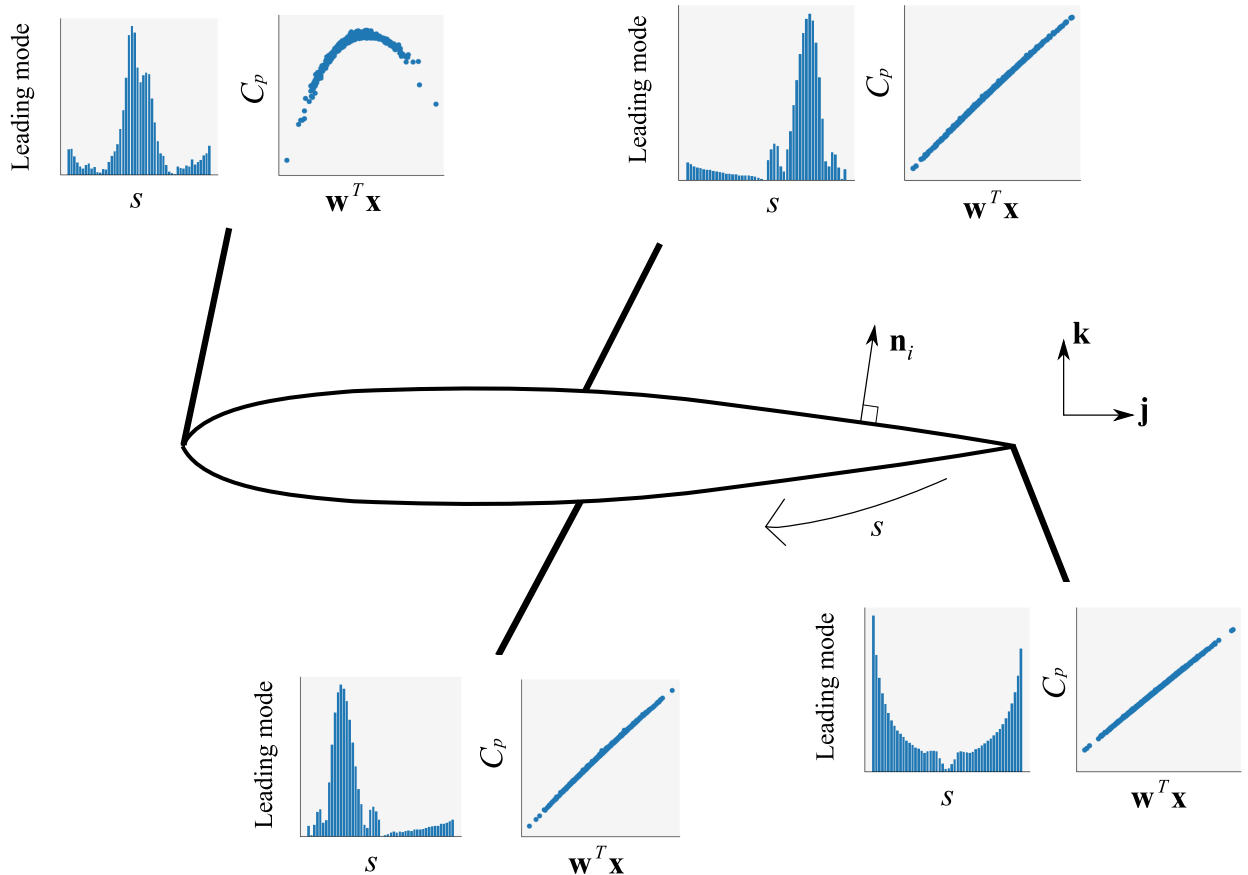 Leading mode
s
C_p
w^T x
Leading mode
s
C_p
w^T x
n_i
k
j
s
Leading mode
s
C_p
w^T x
Leading mode
s
C_p
w^T x